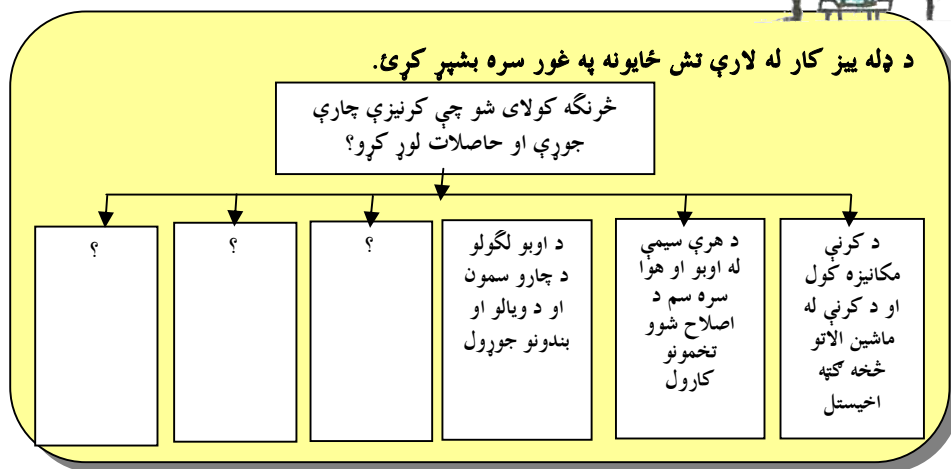 د ډله ییز کار له لارې تش ځایونه په غور سره بشپړ کړئ.
څرنگه کولای شو چې کرنیزې چارې
جوړې او حاصلات لوړ کړو؟
د کرنې
مکانیزه کول
او د کرنې له
ماشین الاتو
څخه ګټه
اخیستل
د هرې سیمې
له اوبو او هوا
سره سم د
اصلاح شوو
تخمونو
کارول
د اوبو لگولو
د چارو سمون
او د ویالو او
بندونو جوړول
؟
؟
؟